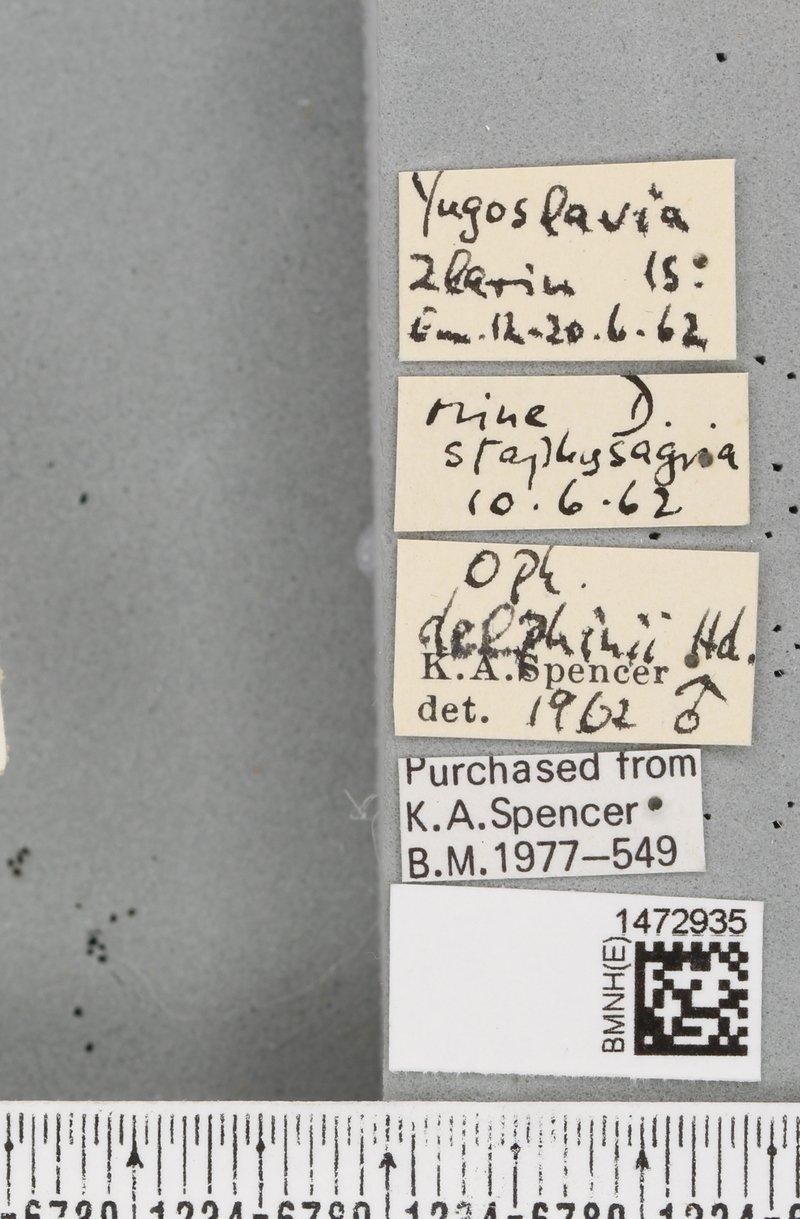 Yugoslavia
Zlarin IS.
Em. 12-20.6.62
mine D.
staphysagria
10.6.62
Oph.
delphinii Hd.
K.A.Spencer
det. 1962 ♂
Purchased from
K.A.Spencer
B.M.1977–549
1472935
BMNH(E)